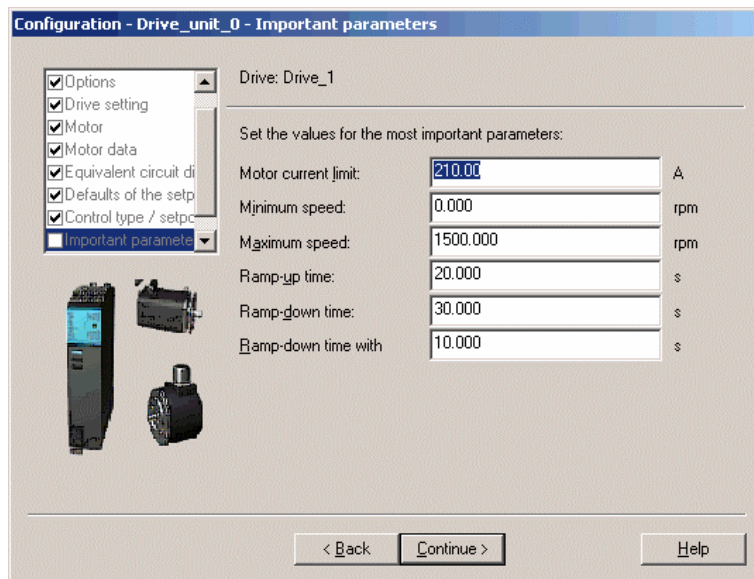 Configuration - Drive_unit_0 - Important parameters
Options
Drive setting
Motor
Motor data
Equivalent circuit di
Defaults of the setp
Control type / setpo
Important paramete
Drive: Drive_1
Set the values for the most important parameters:
Motor current limit: 210.00 A
Minimum speed: 0.000 rpm
Maximum speed: 1500.000 rpm
Ramp-up time: 20.000 s
Ramp-down time: 30.000 s
Ramp-down time with 10.000 s
< Back
Continue >
Help